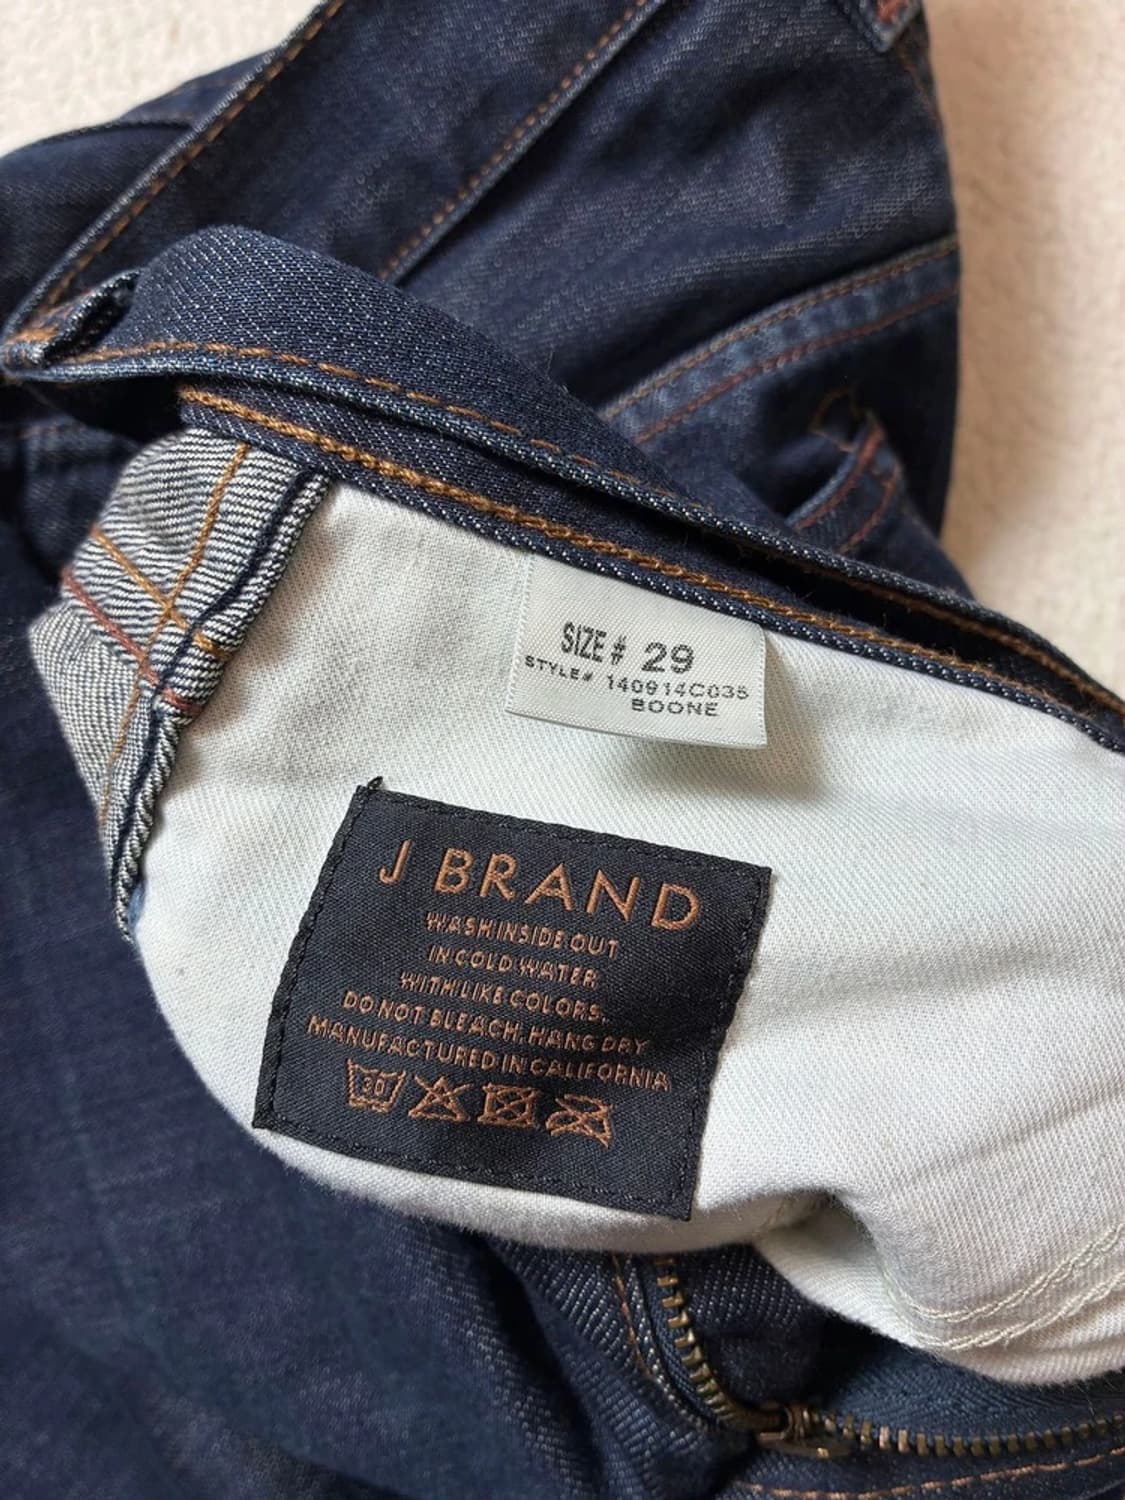 SIZE # 29
STYLE# 140914C035
BOONE
J BRAND
WASH INSIDE OUT
IN COLD WATER
WITH LIKE COLORS.
DO NOT BLEACH. HANG DRY
MANUFACTURED IN CALIFORNIA
30